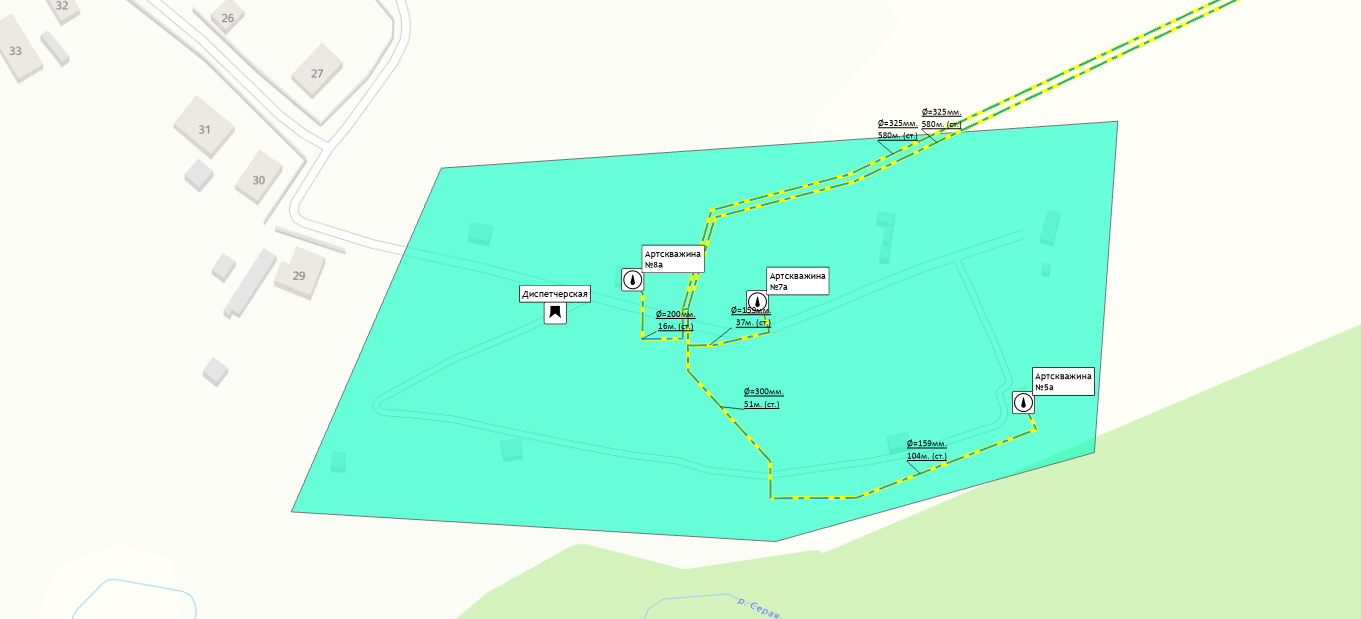 32
26
33
27
31
30
29
Ø=325мм.
580м. (ст.)
Ø=325мм.
580м. (ст.)
Артскважина
№8а
Артскважина
№7а
Диспетчерская
Ø=200мм.
16м. (ст.)
Ø=159мм.
37м. (ст.)
Артскважина
№5а
Ø=300мм.
51м. (ст.)
Ø=159мм.
104м. (ст.)
р. Серая